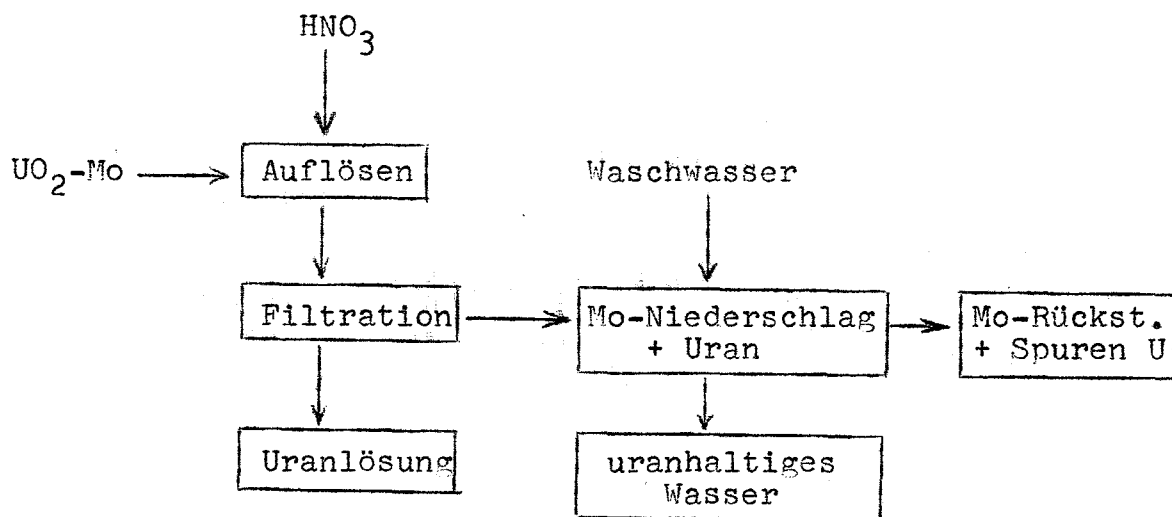 HNO₃
UO₂-Mo
Auflösen
Waschwasser
Filtration
Mo-Niederschlag
+ Uran
Mo-Rückst.
+ Spuren U
Uranlösung
uranhaltiges
Wasser